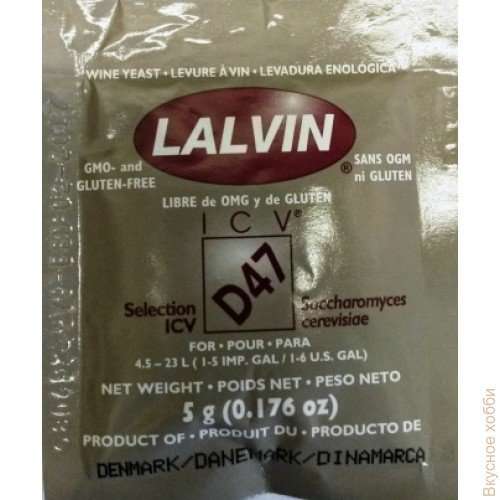 WINE YEAST • LEVURE À VIN • LEVADURA ENOLÓGICA
LALVIN
®
GMO- and
GLUTEN-FREE
SANS OGM
ni GLUTEN
LIBRE de OMG y de GLUTEN
ICV®
D47
Selection
ICV
Saccharomyces
cerevisiae
FOR • POUR • PARA
4.5 – 23 L ( 1-5 IMP. GAL / 1-6 U.S. GAL)
NET WEIGHT • POIDS NET • PESO NETO
5 g (0.176 oz)
PRODUCT OF • PRODUIT DU • PRODUCTO DE
DENMARK/DANEMARK/DINAMARCA
Вкусное хобби